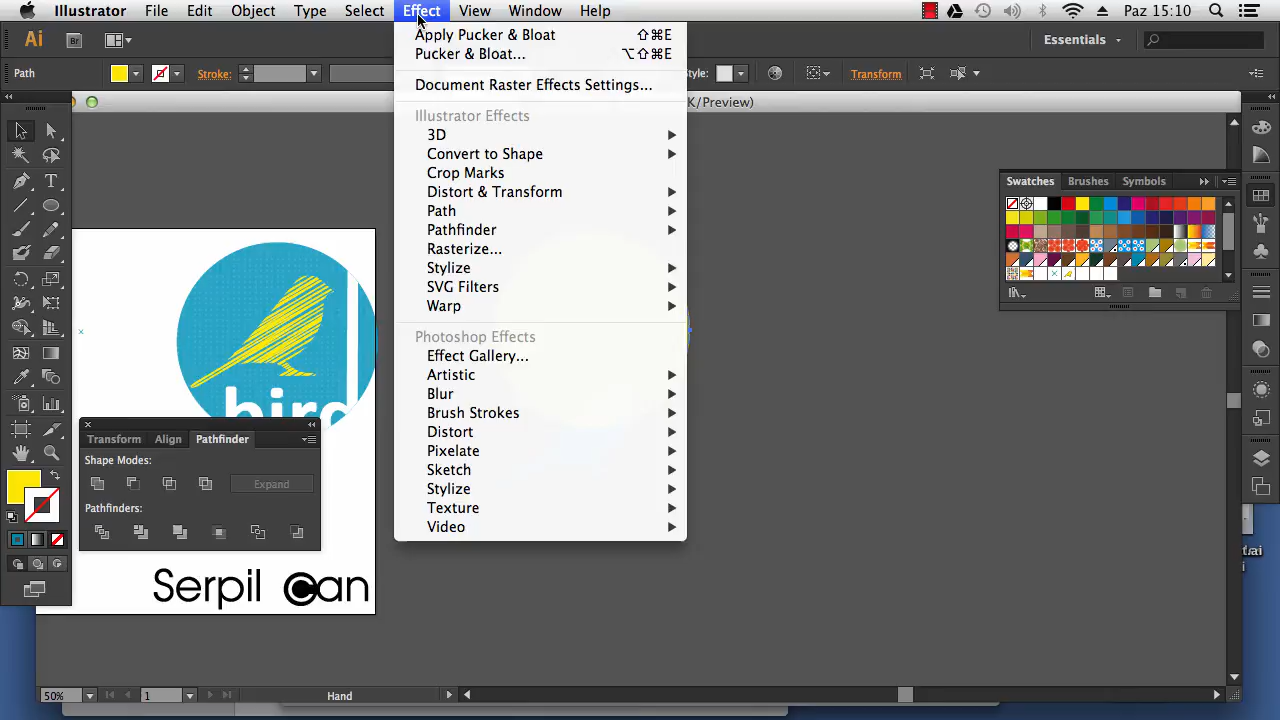 Illustrator File Edit Object Type Select Effect View Window Help Paz 15:10
Ai Br Essentials
Path Stroke: Style: Transform
Apply Pucker & Bloat ⇧⌘E
Pucker & Bloat... ⌥⇧⌘E
Document Raster Effects Settings...
K/Preview)
Illustrator Effects
3D
Convert to Shape
Crop Marks
Distort & Transform
Path
Pathfinder
Rasterize...
Stylize
SVG Filters
Warp
Photoshop Effects
Effect Gallery...
Artistic
Blur
Brush Strokes
Distort
Pixelate
Sketch
Stylize
Texture
Video
Swatches Brushes Symbols
bird
Transform Align Pathfinder
Shape Modes:
Expand
Pathfinders:
Serpil Can
50% 1 Hand